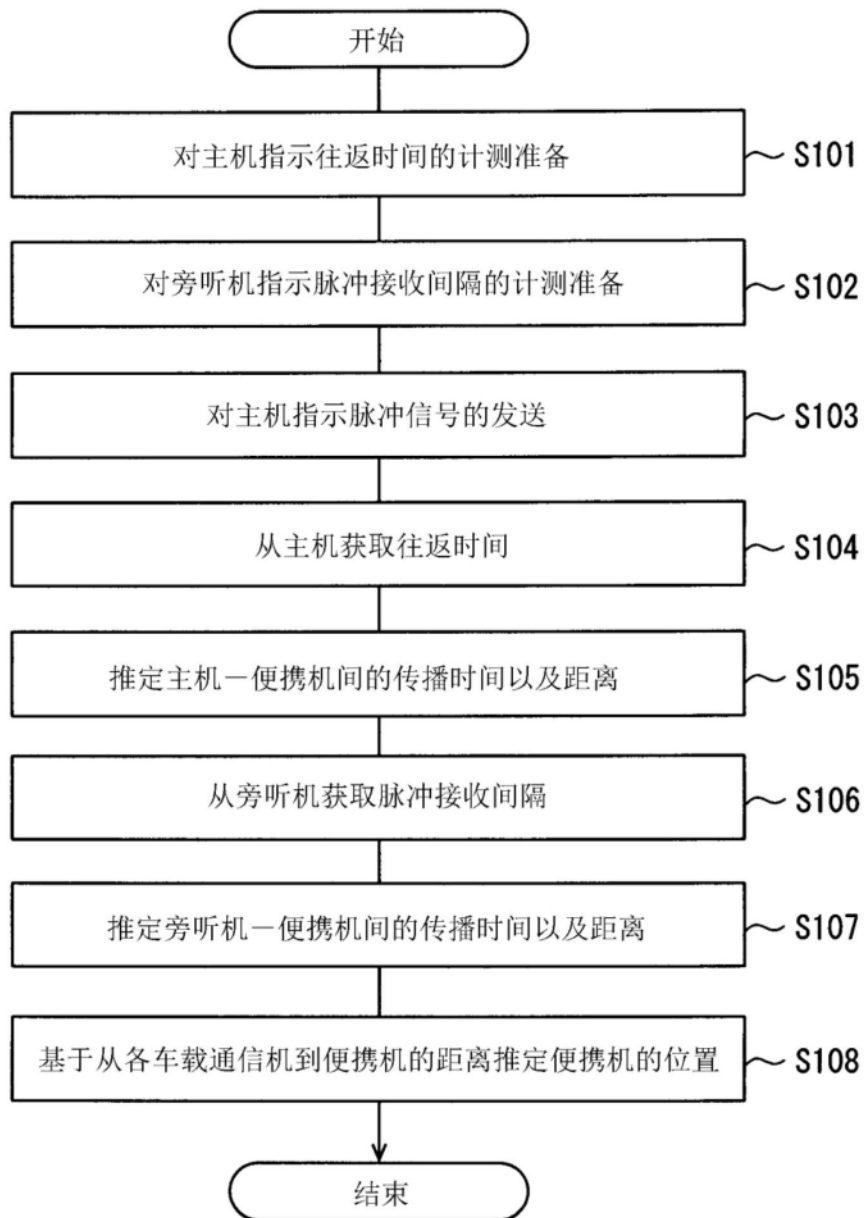 开始
对主机指示往返时间的计测准备
S101
对旁听机指示脉冲接收间隔的计测准备
S102
对主机指示脉冲信号的发送
S103
从主机获取往返时间
S104
推定主机－便携机间的传播时间以及距离
S105
从旁听机获取脉冲接收间隔
S106
推定旁听机－便携机间的传播时间以及距离
S107
基于从各车载通信机到便携机的距离推定便携机的位置
S108
结束